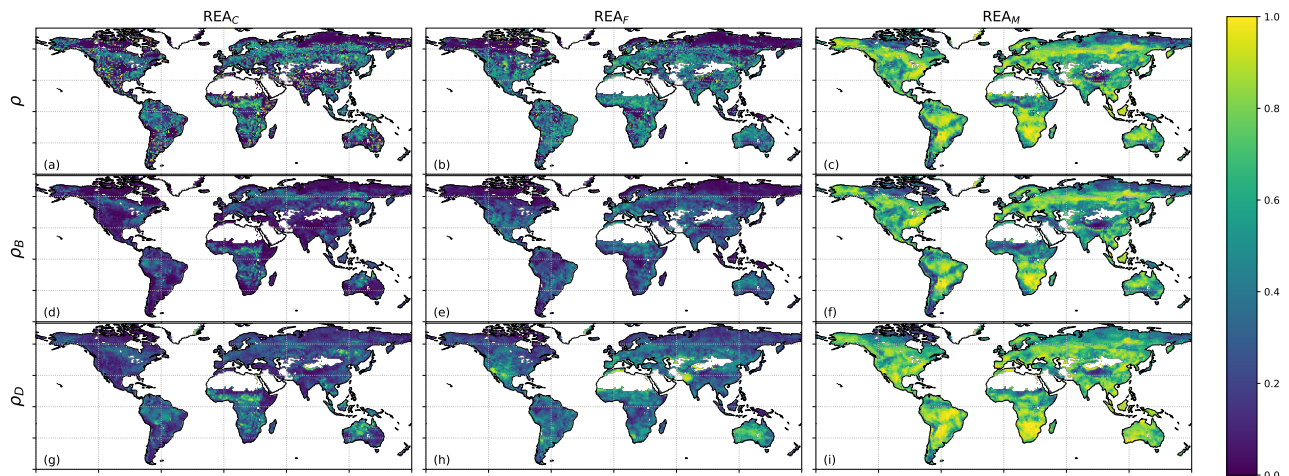 REA_C REA_F REA_M
1.0
ρ
(a) (b) (c)
0.8
0.6
ρ_B
(d) (e) (f)
0.4
0.2
ρ_D
(g) (h) (i)
0.0